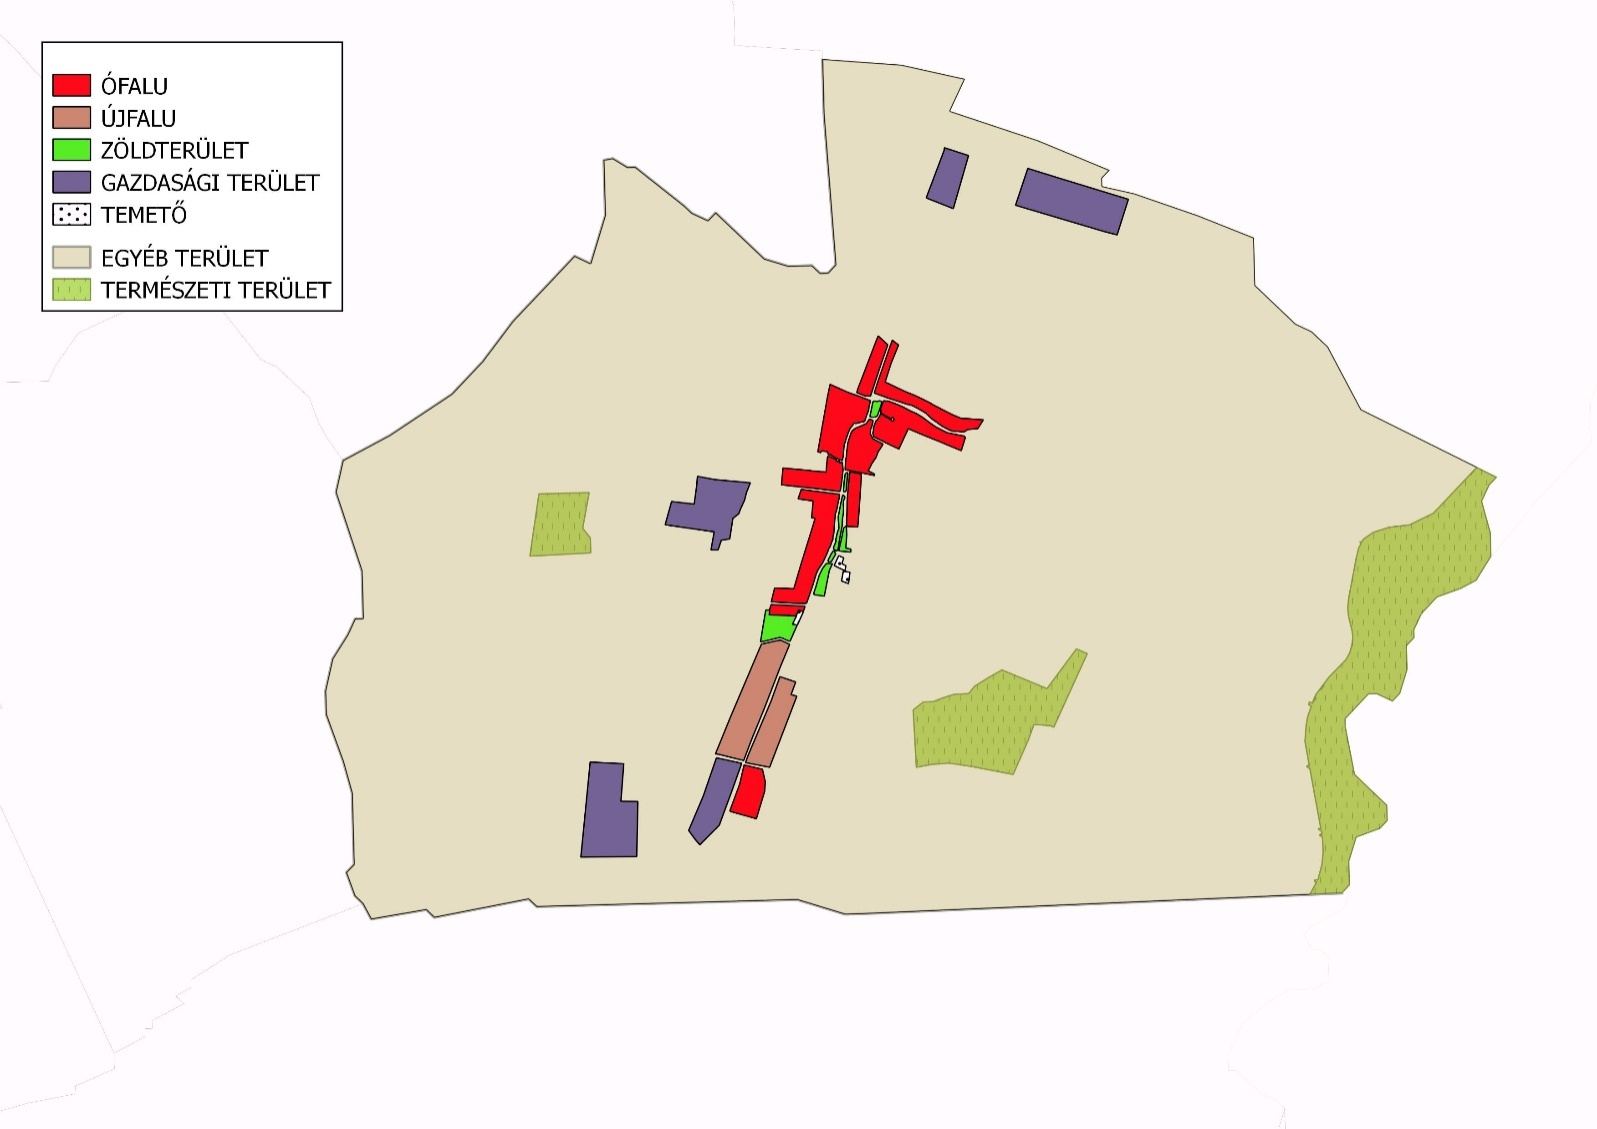 ÓFALU
ÚJFALU
ZÖLDTERÜLET
GAZDASÁGI TERÜLET
TEMETŐ
EGYÉB TERÜLET
TERMÉSZETI TERÜLET